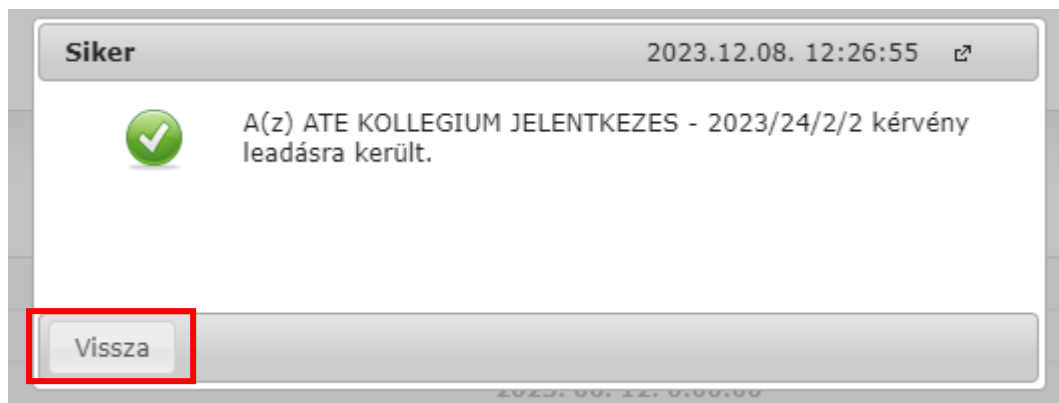 Siker 2023.12.08. 12:26:55
A(z) ATE KOLLEGIUM JELENTKEZES - 2023/24/2/2 kérvény
leadásra került.
Vissza